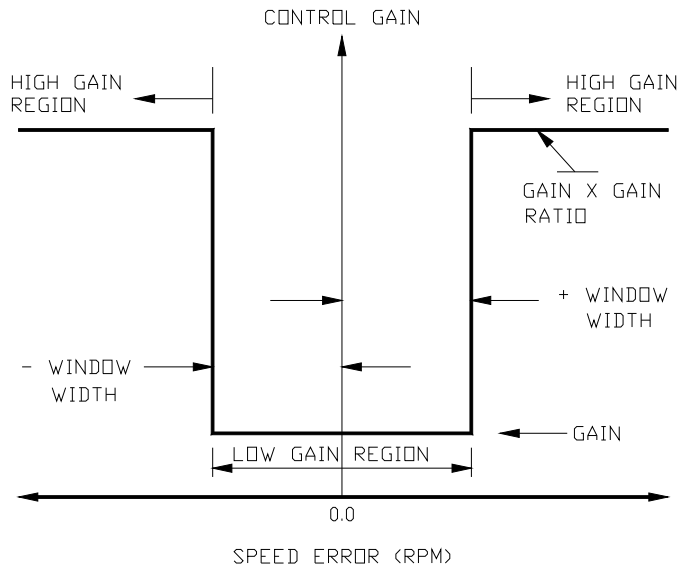 CONTROL GAIN
HIGH GAIN
REGION
HIGH GAIN
REGION
GAIN X GAIN
RATIO
+ WINDOW
WIDTH
- WINDOW
WIDTH
GAIN
LOW GAIN REGION
0.0
SPEED ERROR (RPM)